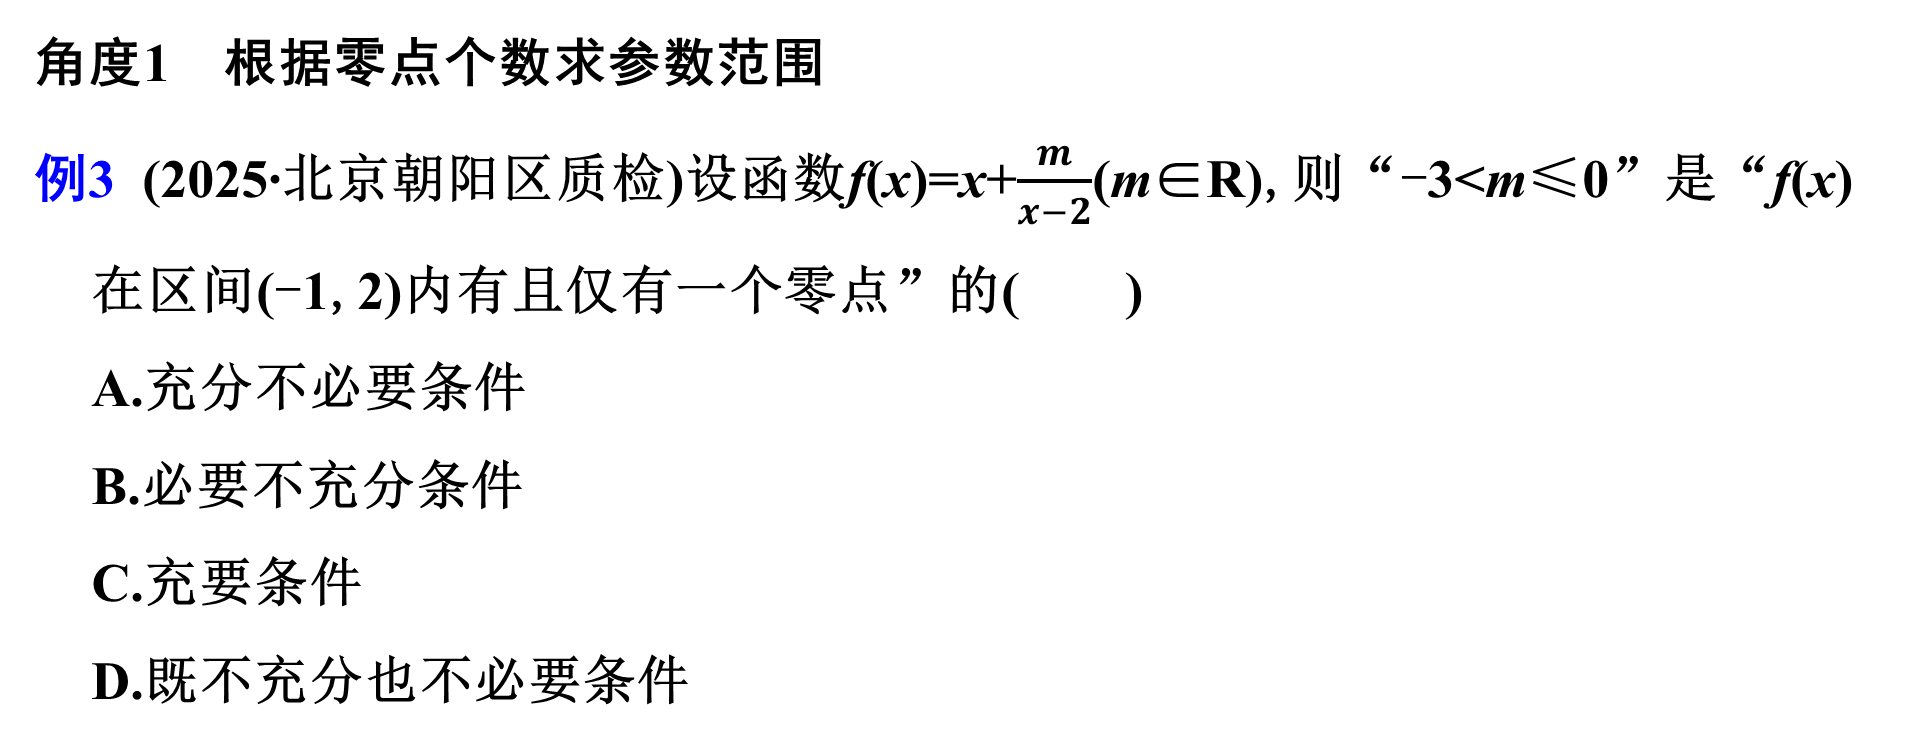 角度1 根据零点个数求参数范围
例3 (2025·北京朝阳区质检)设函数f(x)=x+\frac{m}{x−2}(m∈R), 则“−3<m≤0”是“f(x)
在区间(−1, 2)内有且仅有一个零点”的(  )
A.充分不必要条件
B.必要不充分条件
C.充要条件
D.既不充分也不必要条件